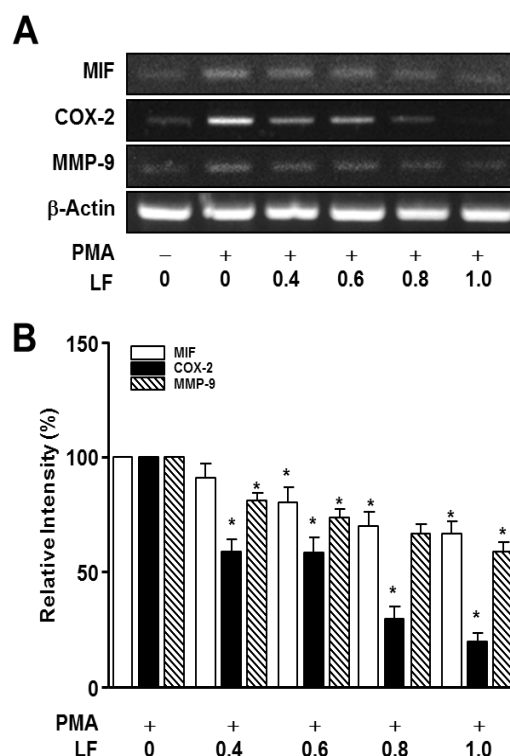 A
MIF
COX-2
MMP-9
β-Actin
PMA − + + + + +
LF 0 0 0.4 0.6 0.8 1.0
B
150
MIF
COX-2
MMP-9
Relative Intensity (%)
100
* * * * * * * * * *
50
0
PMA + + + + +
LF 0 0.4 0.6 0.8 1.0